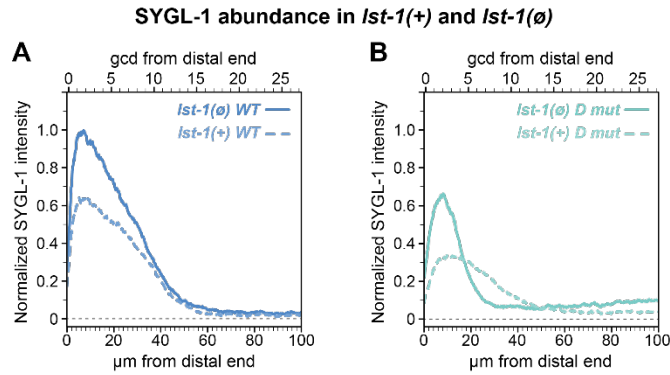 SYGL-1 abundance in lst-1(+) and lst-1(ø)
A
gcd from distal end
0 5 10 15 20 25
lst-1(ø) WT
lst-1(+) WT
Normalized SYGL-1 intensity
1.0
0.8
0.6
0.4
0.2
0
0 20 40 60 80 100
µm from distal end
B
gcd from distal end
0 5 10 15 20 25
lst-1(ø) D mut
lst-1(+) D mut
Normalized SYGL-1 intensity
1.0
0.8
0.6
0.4
0.2
0
0 20 40 60 80 100
µm from distal end